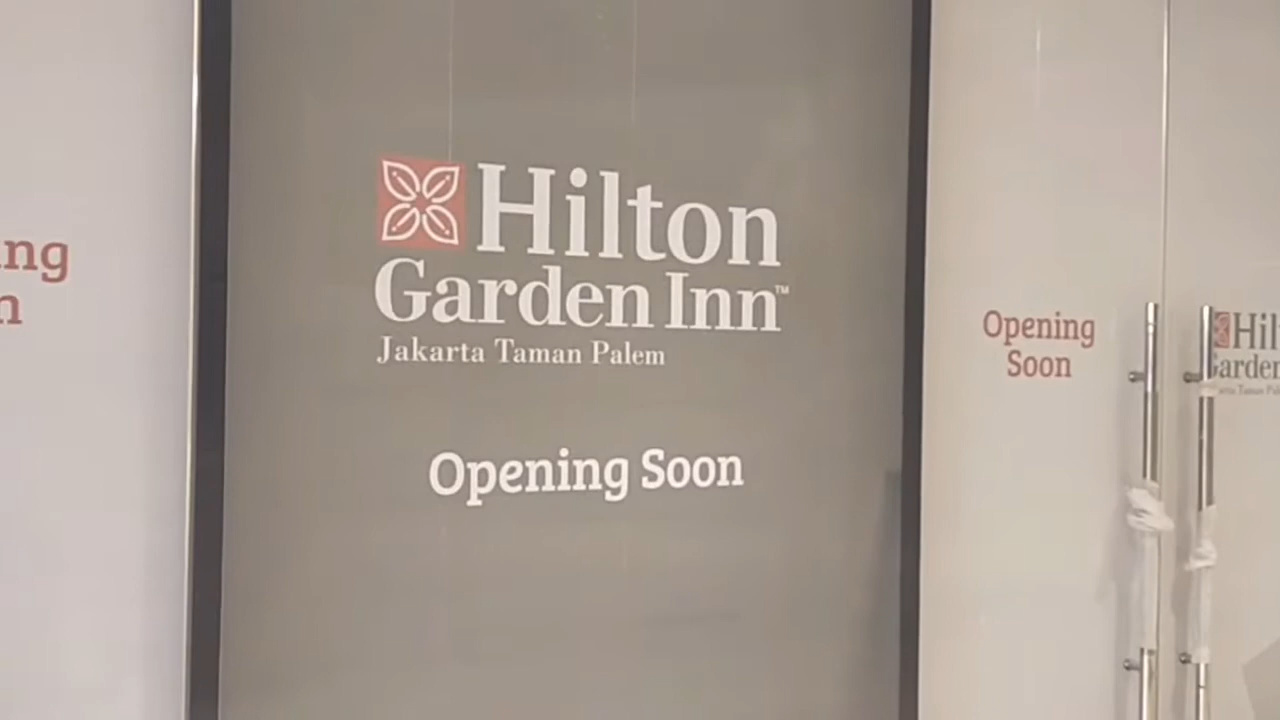 Hilton
Garden Inn™
Jakarta Taman Palem
Opening Soon
Opening
Soon